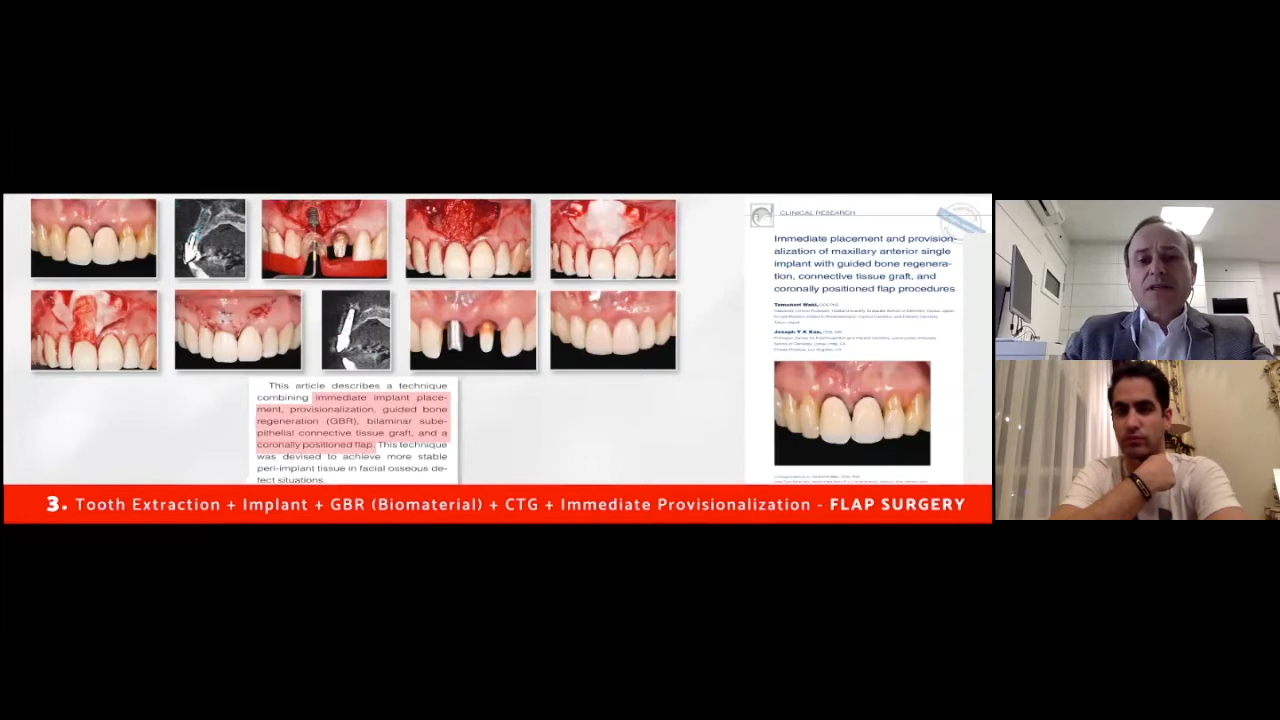 CLINICAL RESEARCH
Immediate placement and provision-
alization of maxillary anterior single
implant with guided bone regenera-
tion, connective tissue graft, and
coronally positioned flap procedures
Joseph Y K Kan,
This article describes a technique
combining immediate implant place-
ment, provisionalization, guided bone
regeneration (GBR), bilaminar sube-
pithelial connective tissue graft, and a
coronally positioned flap. This technique
was devised to achieve more stable
peri-implant tissue in facial osseous de-
fect situations.
3. Tooth Extraction + Implant + GBR (Biomaterial) + CTG + Immediate Provisionalization - FLAP SURGERY